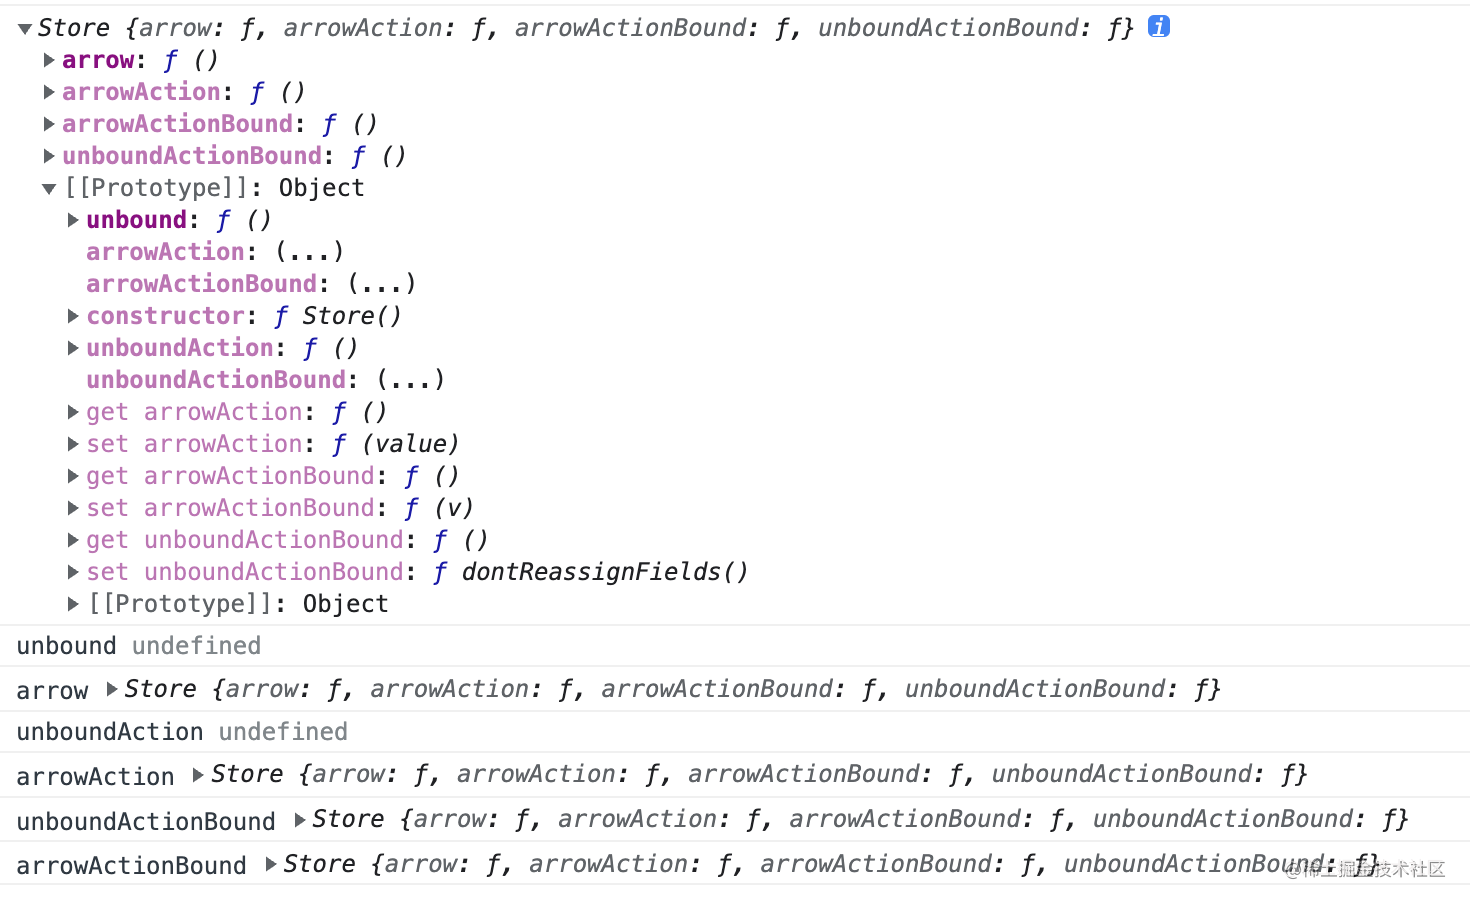 Store {arrow: ƒ, arrowAction: ƒ, arrowActionBound: ƒ, unboundActionBound: ƒ} i
arrow: ƒ ()
arrowAction: ƒ ()
arrowActionBound: ƒ ()
unboundActionBound: ƒ ()
[[Prototype]]: Object
unbound: ƒ ()
arrowAction: (...)
arrowActionBound: (...)
constructor: ƒ Store()
unboundAction: ƒ ()
unboundActionBound: (...)
get arrowAction: ƒ ()
set arrowAction: ƒ (value)
get arrowActionBound: ƒ ()
set arrowActionBound: ƒ (v)
get unboundActionBound: ƒ ()
set unboundActionBound: ƒ dontReassignFields()
[[Prototype]]: Object
unbound undefined
arrow Store {arrow: ƒ, arrowAction: ƒ, arrowActionBound: ƒ, unboundActionBound: ƒ}
unboundAction undefined
arrowAction Store {arrow: ƒ, arrowAction: ƒ, arrowActionBound: ƒ, unboundActionBound: ƒ}
unboundActionBound Store {arrow: ƒ, arrowAction: ƒ, arrowActionBound: ƒ, unboundActionBound: ƒ}
arrowActionBound Store {arrow: ƒ, arrowAction: ƒ, arrowActionBound: ƒ, unboundActionBound: ƒ}
@稀土掘金技术社区